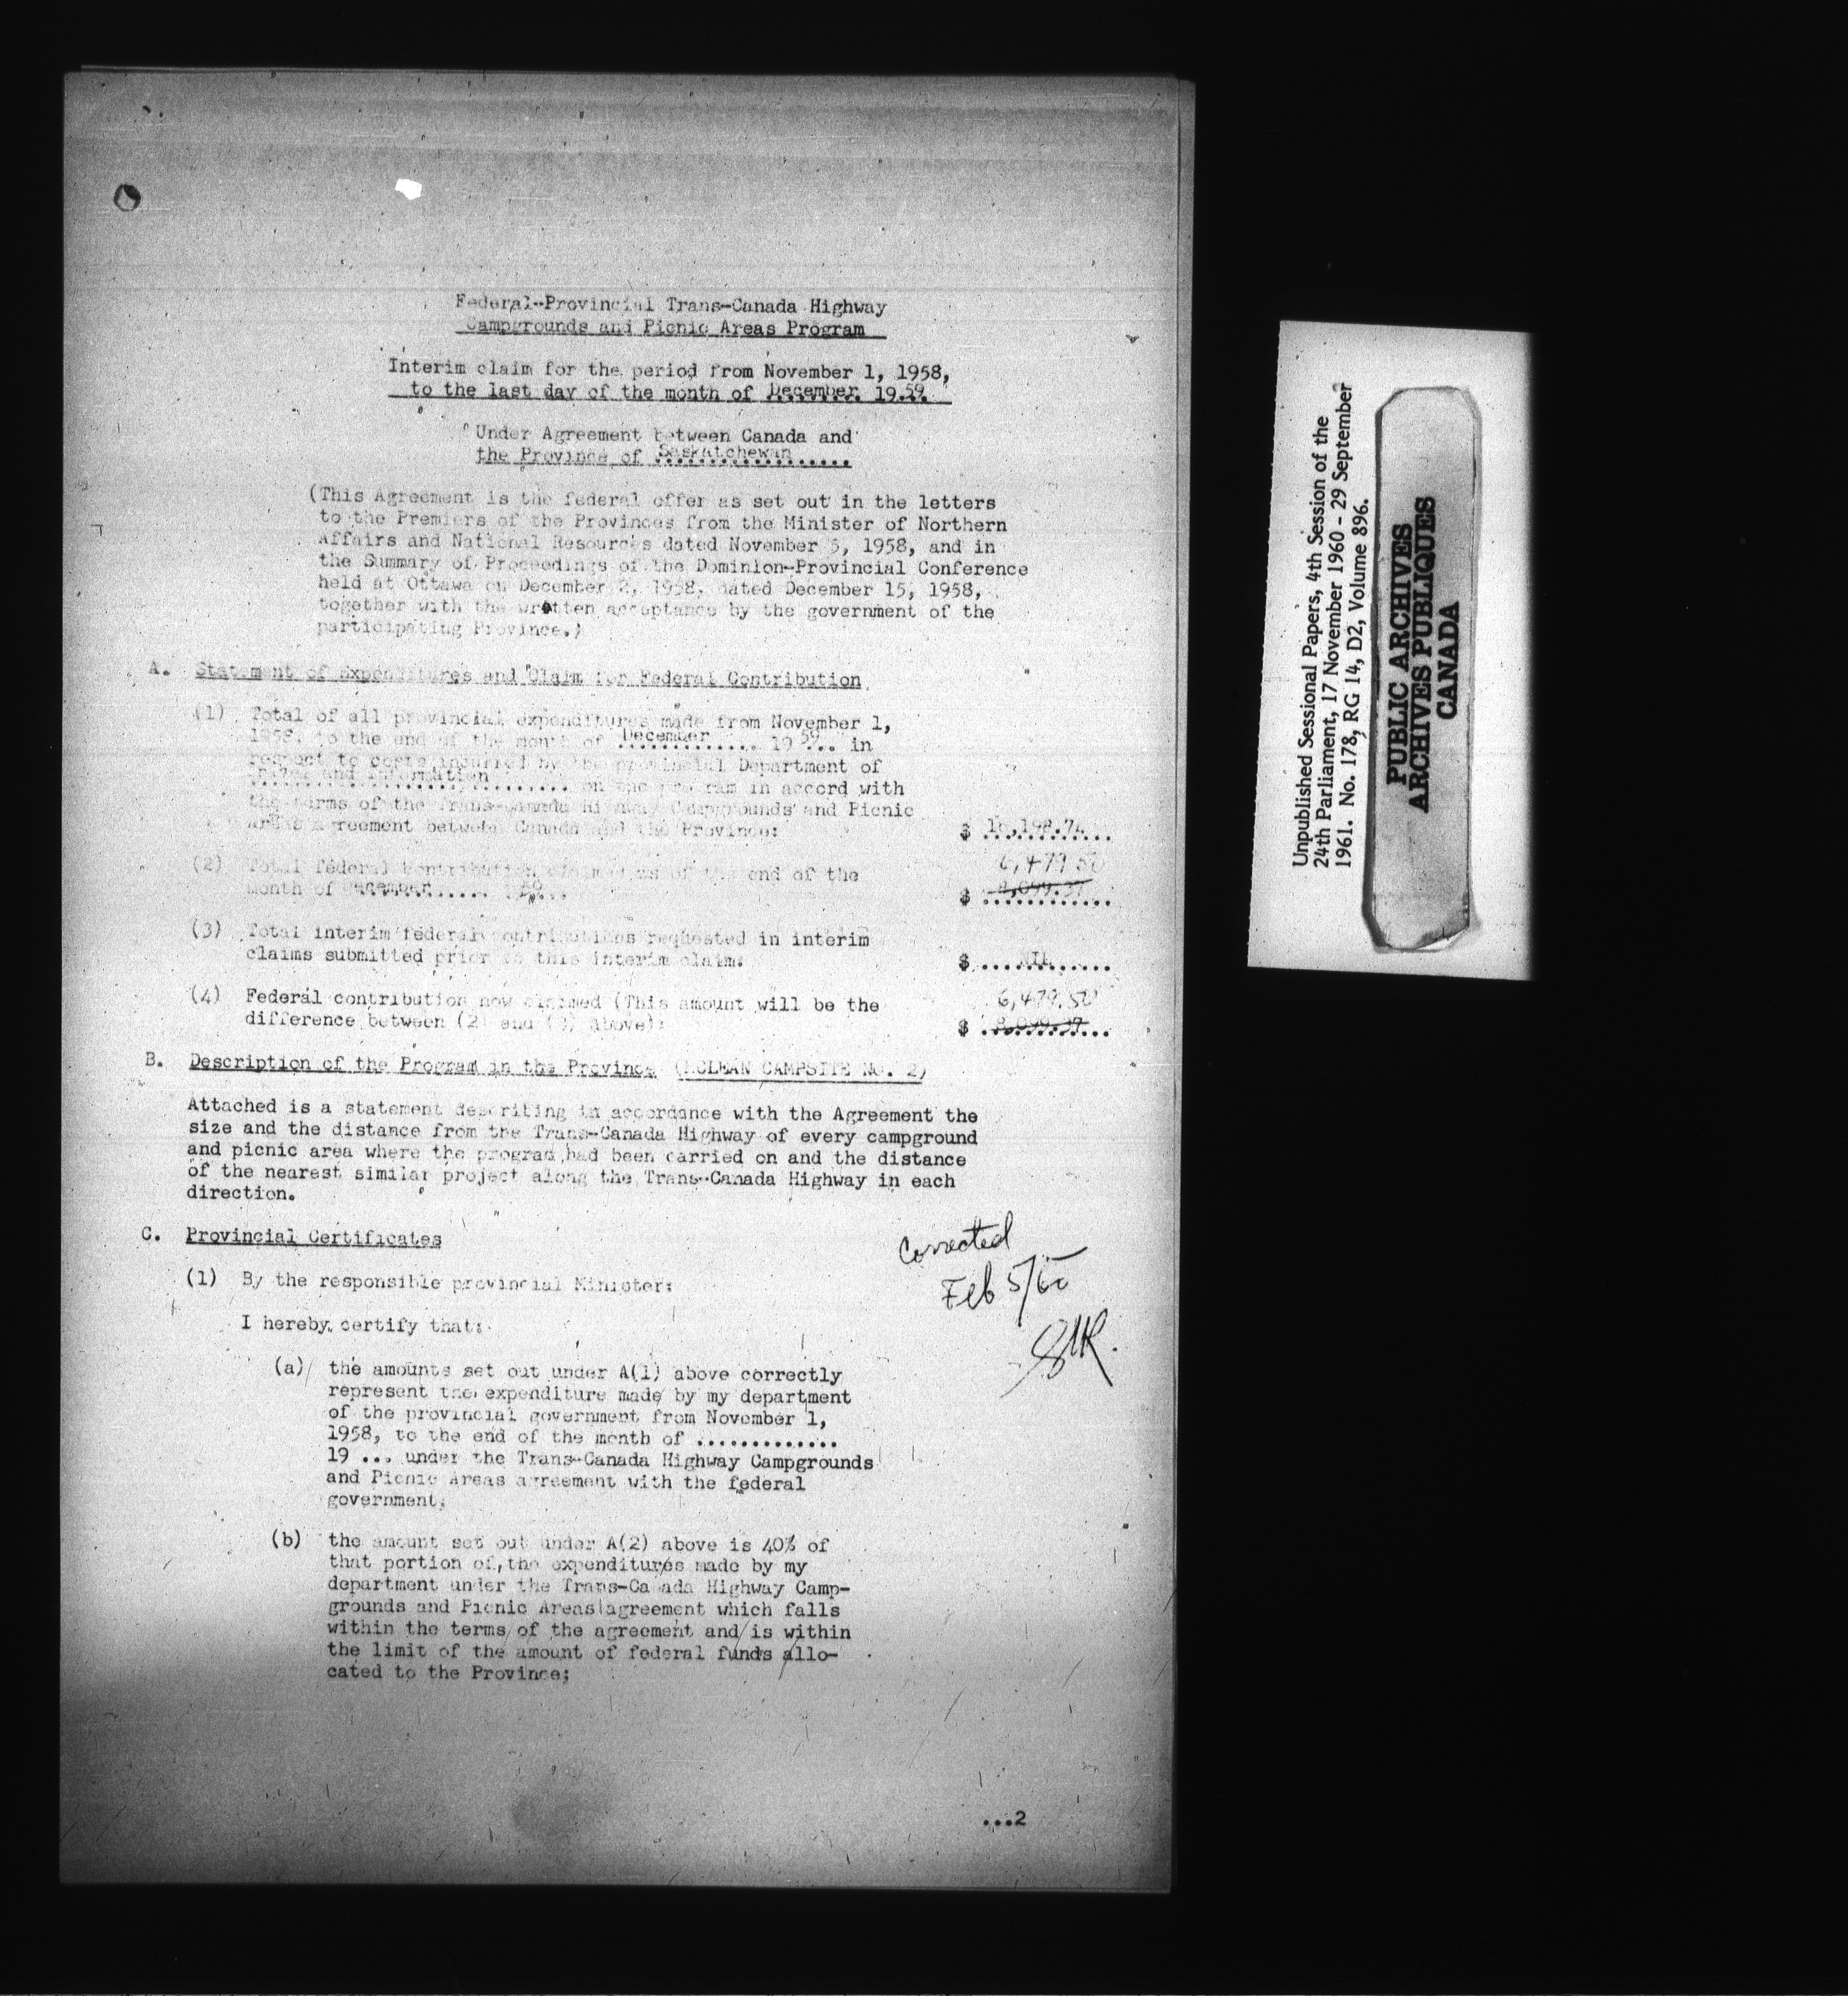 Federal-Provincial Trans-Canada Highway
Campgrounds and Picnic Areas Program
Interim claim for the period from November 1, 1958,
to the last day of the month of December 19.59.
Under Agreement between Canada and
the Province of Saskatchewan
(This Agreement is the federal offer as set out in the letters
to the Premiers of the Provinces from the Minister of Northern
Affairs and National Resources dated November 5, 1958, and in
the Summary of Proceedings of the Dominion-Provincial Conference
held at Ottawa on December 2, 1958, dated December 15, 1958,
together with the written acceptance by the government of the
participating Province.)
A. Statement of Expenditures and Claim for Federal Contribution
(1) Total of all provincial expenditures made from November 1,
1958, to the end of the month of December 19 59 in
respect to costs incurred by the provincial Department of
Travel and Information on the program in accord with
the terms of the Trans-Canada Highway Campgrounds and Picnic
Areas agreement between Canada and the Province: $ 16,198.74
(2) Total federal contribution claimed as of the end of the 6,479.50
month of December 1959 $ 8,099.37
(3) Total interim federal contributions requested in interim
claims submitted prior to this interim claim: $ NIL
(4) Federal contribution now claimed (This amount will be the 6,479.50
difference between (2) and (3) above): $ 8,099.37
B. Description of the Program in the Province (MCLEAN CAMPSITE NO. 2)
Attached is a statement describing in accordance with the Agreement the
size and the distance from the Trans-Canada Highway of every campground
and picnic area where the program had been carried on and the distance
of the nearest similar project along the Trans-Canada Highway in each
direction.
C. Provincial Certificates
(1) By the responsible provincial Minister:
I hereby certify that:
Corrected
Feb 5/60
(a) the amounts set out under A(1) above correctly
represent the expenditure made by my department
of the provincial government from November 1,
1958, to the end of the month of .............
19 ... under the Trans-Canada Highway Campgrounds
and Picnic Areas agreement with the federal
government;
(b) the amount set out under A(2) above is 40% of
that portion of the expenditures made by my
department under the Trans-Canada Highway Camp-
grounds and Picnic Areas agreement which falls
within the terms of the agreement and is within
the limit of the amount of federal funds allo-
cated to the Province;
...2
Unpublished Sessional Papers, 4th Session of the
24th Parliament, 17 November 1960 - 29 September
1961. No. 178, RG 14, D2, Volume 896.
PUBLIC ARCHIVES
ARCHIVES PUBLIQUES
CANADA